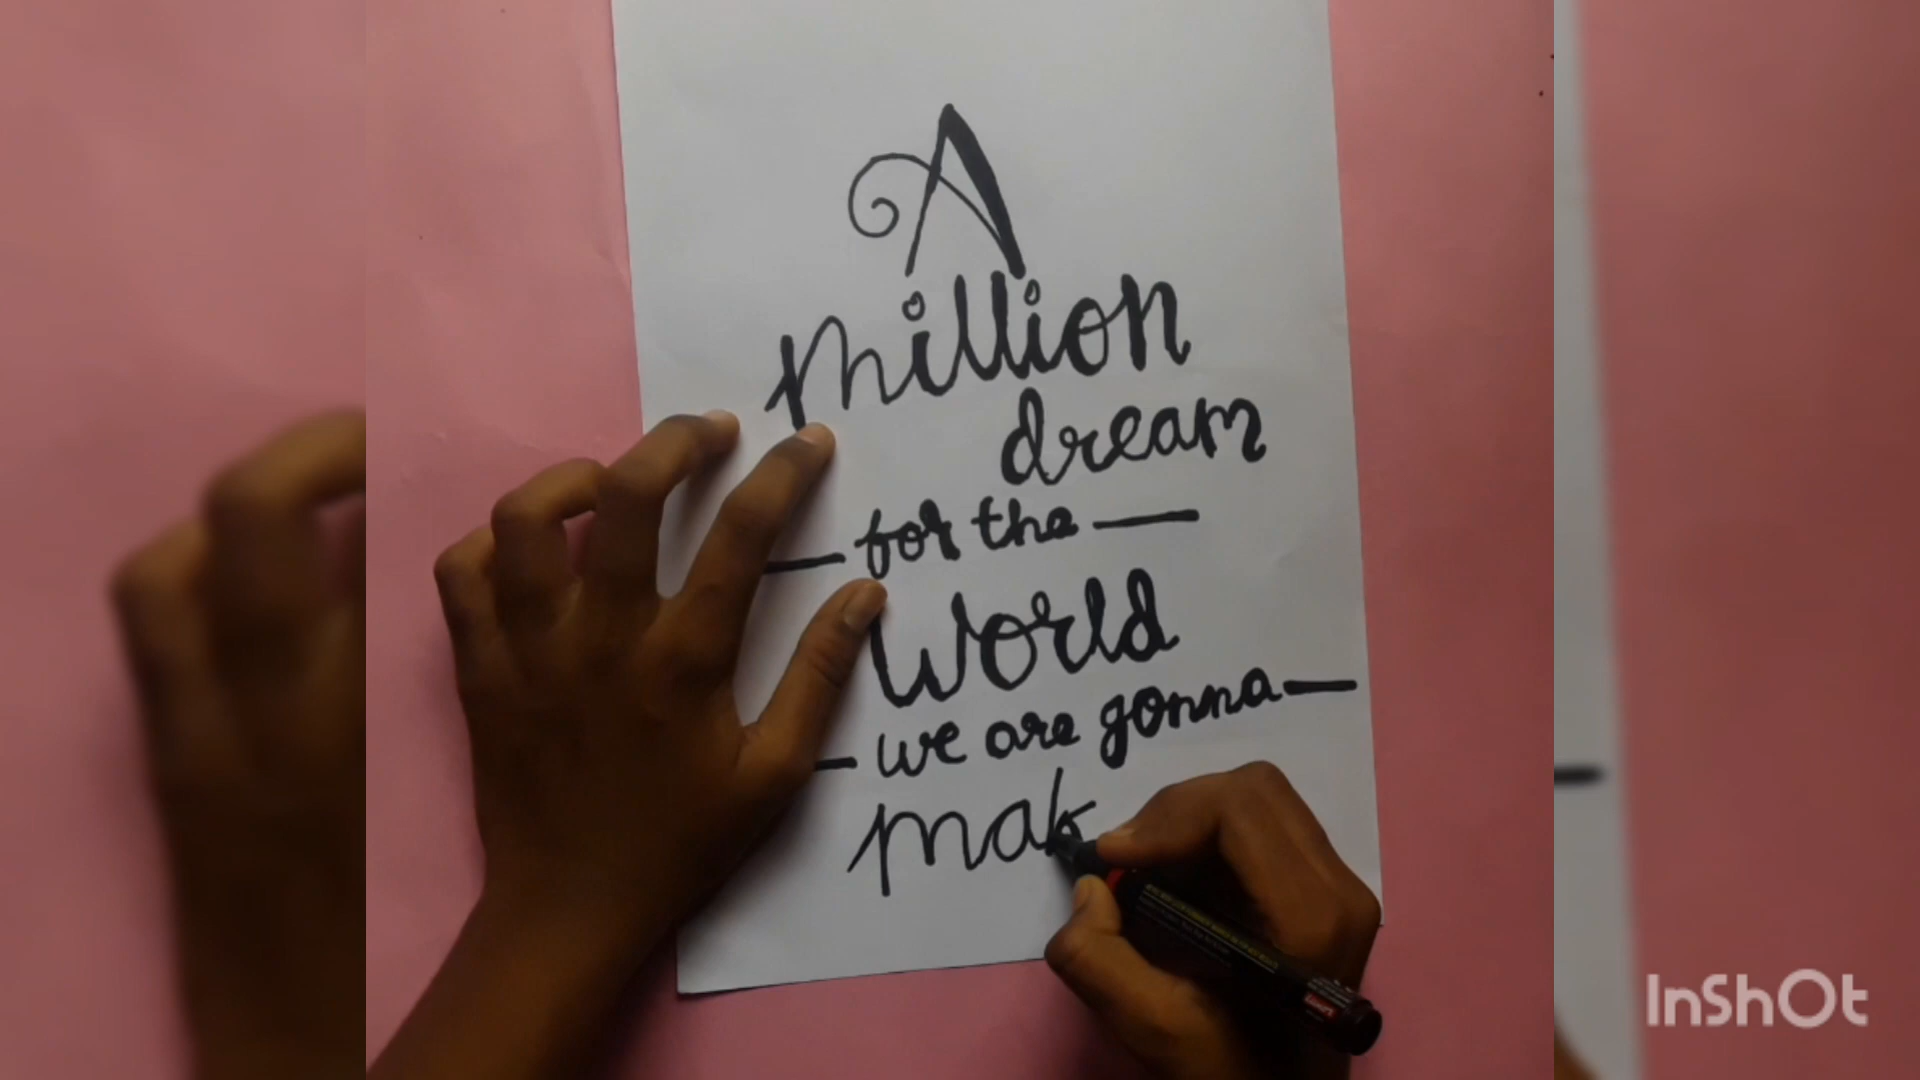 A
million
dream
— for the —
World
— we are gonna —
mak
InShOt